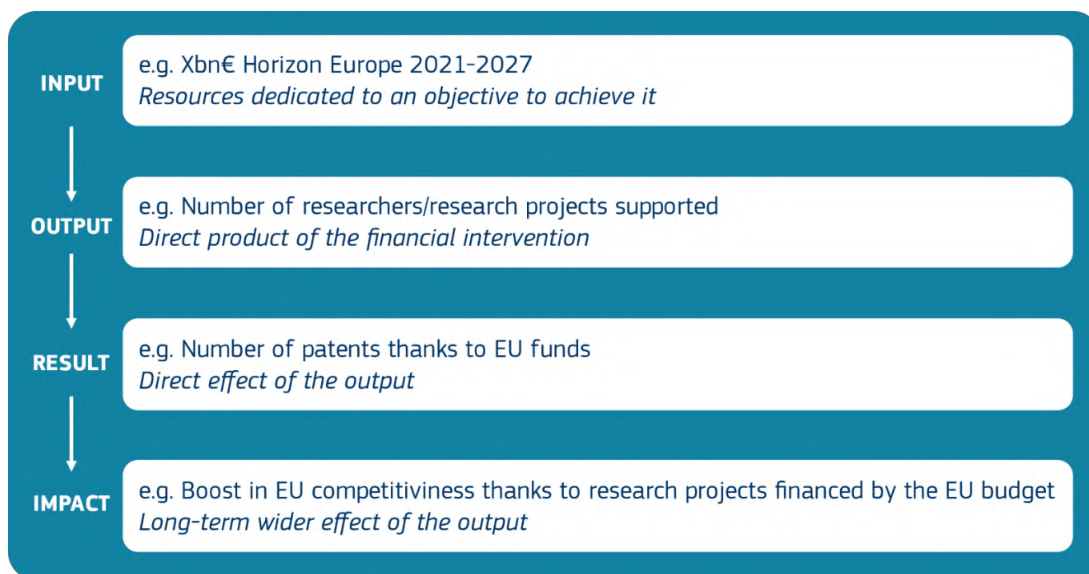 INPUT
e.g. Xbn€ Horizon Europe 2021-2027
Resources dedicated to an objective to achieve it
OUTPUT
e.g. Number of researchers/research projects supported
Direct product of the financial intervention
RESULT
e.g. Number of patents thanks to EU funds
Direct effect of the output
IMPACT
e.g. Boost in EU competitiviness thanks to research projects financed by the EU budget
Long-term wider effect of the output